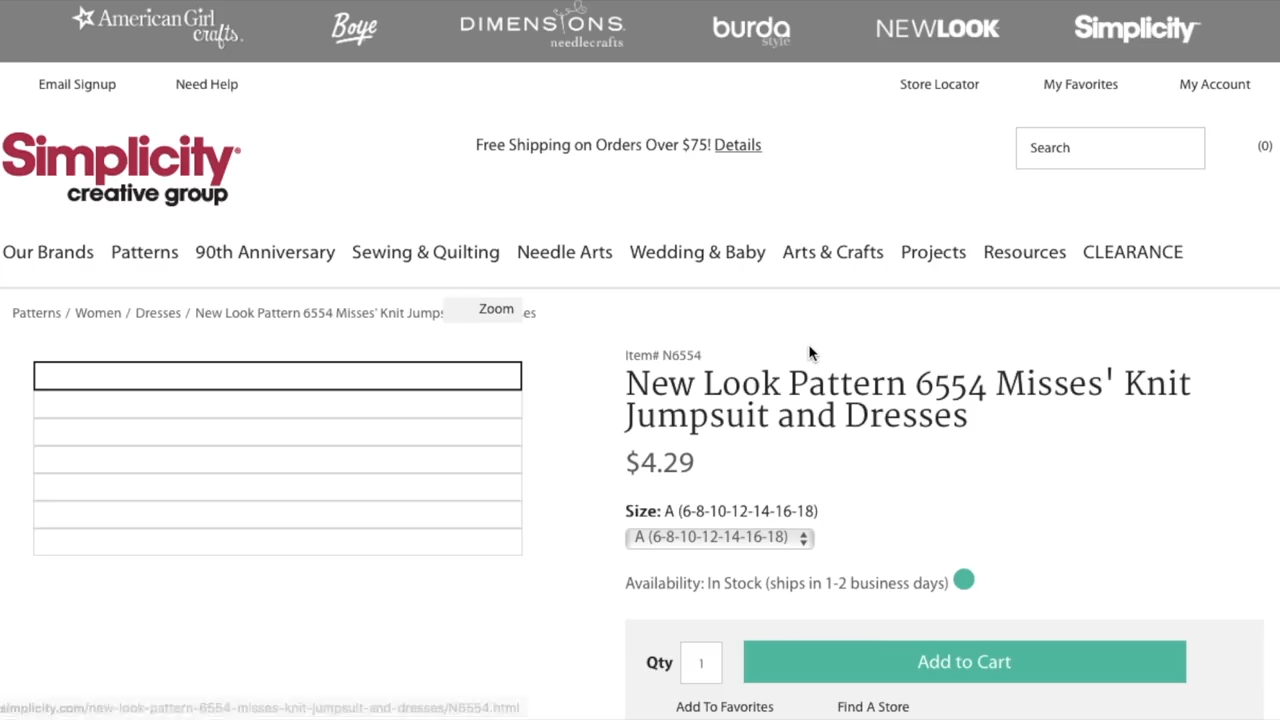 American Girl crafts.
Boye
DIMENSIONS needlecrafts
burda style
NEWLOOK
Simplicity
Email Signup
Need Help
Store Locator
My Favorites
My Account
Simplicity creative group
Free Shipping on Orders Over $75! Details
Search
(0)
Our Brands Patterns 90th Anniversary Sewing & Quilting Needle Arts Wedding & Baby Arts & Crafts Projects Resources CLEARANCE
Patterns / Women / Dresses / New Look Pattern 6554 Misses' Knit Jumps es
Zoom
Item# N6554
New Look Pattern 6554 Misses' Knit
Jumpsuit and Dresses
$4.29
Size: A (6-8-10-12-14-16-18)
A (6-8-10-12-14-16-18)
Availability: In Stock (ships in 1-2 business days)
Qty 1 Add to Cart
Add To Favorites Find A Store
simplicity.com/new-look-pattern-6554-misses-knit-jumpsuit-and-dresses/N6554.html